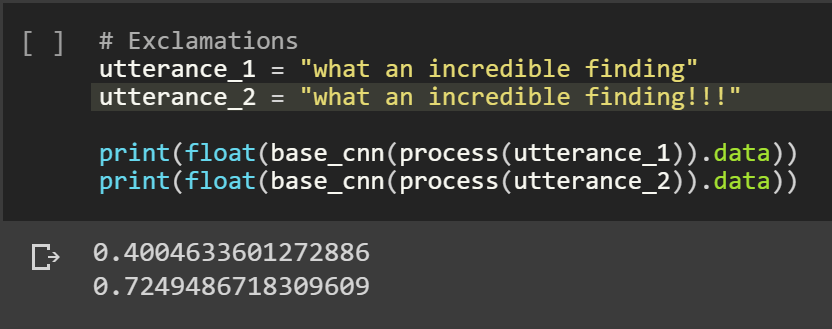 [ ] # Exclamations
utterance_1 = "what an incredible finding"
utterance_2 = "what an incredible finding!!!"
print(float(base_cnn(process(utterance_1)).data))
print(float(base_cnn(process(utterance_2)).data))
0.4004633601272886
0.7249486718309609